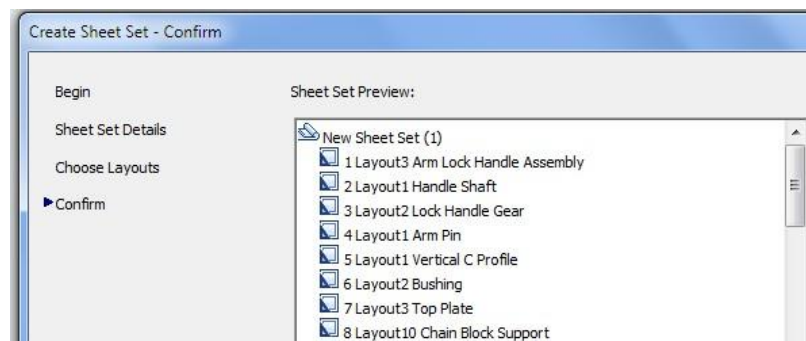 Create Sheet Set - Confirm
Begin
Sheet Set Details
Choose Layouts
Confirm
Sheet Set Preview:
New Sheet Set (1)
1 Layout3 Arm Lock Handle Assembly
2 Layout1 Handle Shaft
3 Layout2 Lock Handle Gear
4 Layout1 Arm Pin
5 Layout1 Vertical C Profile
6 Layout2 Bushing
7 Layout3 Top Plate
8 Layout10 Chain Block Support